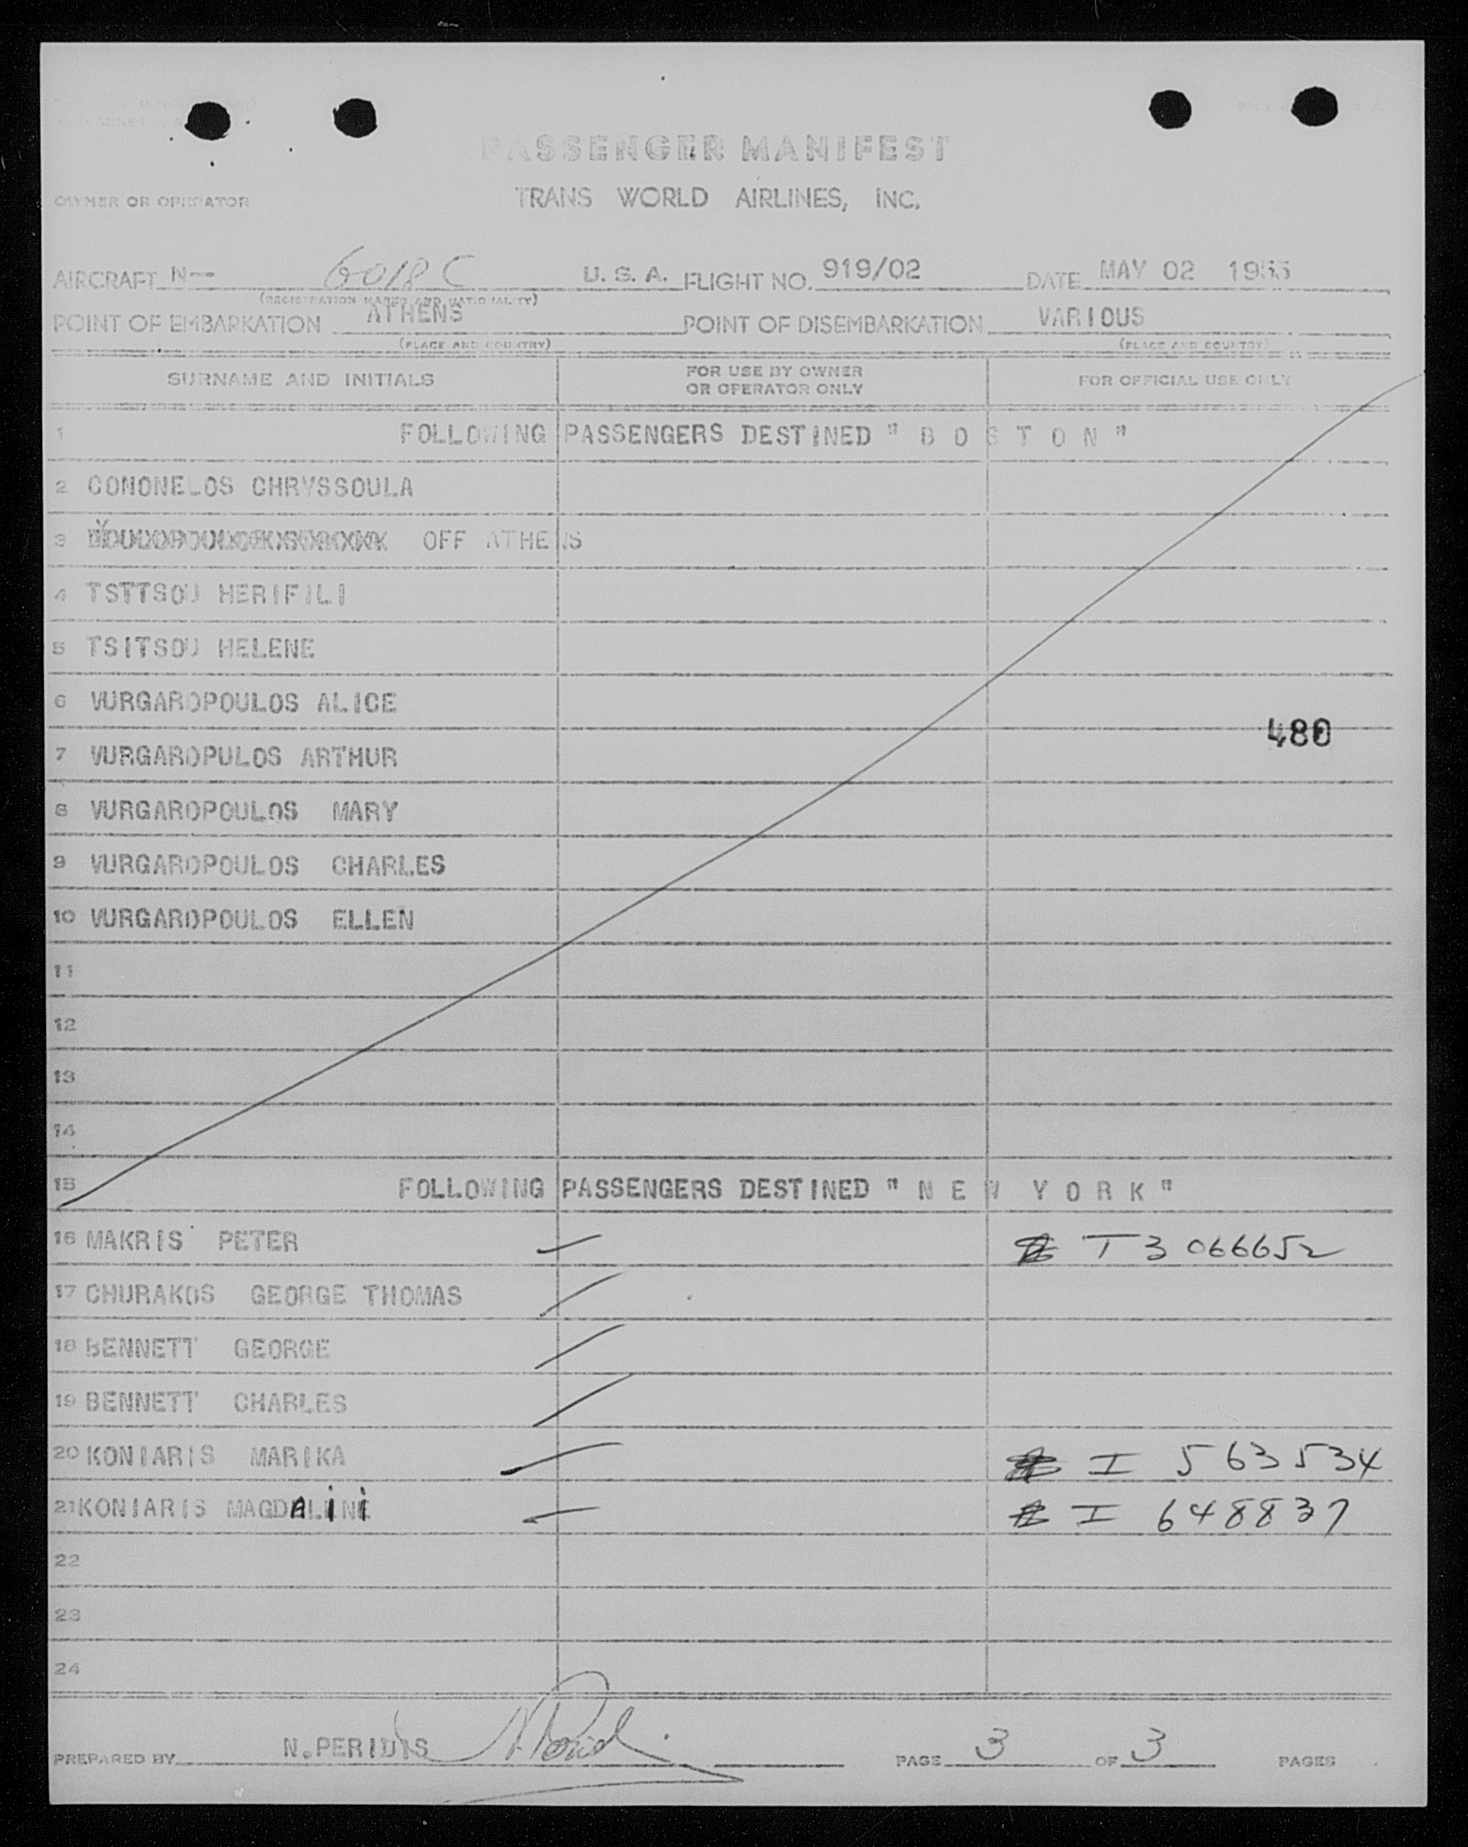 PASSENGER MANIFEST
OWNER OR OPERATOR TRANS WORLD AIRLINES, INC.
AIRCRAFT N-- 6018 C U. S. A. FLIGHT NO. 919/02 DATE MAY 02 1955
(REGISTRATION MARKS AND NATIONALITY)
POINT OF EMBARKATION ATHENS POINT OF DISEMBARKATION VARIOUS
(PLACE AND COUNTRY) (PLACE AND COUNTRY)
SURNAME AND INITIALS FOR USE BY OWNER OR OPERATOR ONLY FOR OFFICIAL USE ONLY
1 FOLLOWING PASSENGERS DESTINED " B O S T O N "
2 CONONELOS CHRYSSOULA
3 OFF ATHENS
4 TSTTSOU HERIFILI
5 TSITSOU HELENE
6 VURGAROPOULOS ALICE
480
7 VURGAROPULOS ARTHUR
8 VURGAROPOULOS MARY
9 VURGAROPOULOS CHARLES
10 VURGAROPOULOS ELLEN
11
12
13
14
15 FOLLOWING PASSENGERS DESTINED " N E W Y O R K "
16 MAKRIS PETER T 3 066652
17 CHURAKOS GEORGE THOMAS
18 BENNETT GEORGE
19 BENNETT CHARLES
20 KONIARIS MARIKA I 563534
21 KONIARIS MAGDALINI I 648837
22
23
24
PREPARED BY N.PERIDIS PAGE 3 OF 3 PAGES